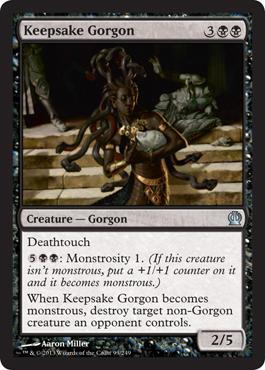 Keepsake Gorgon 3
Creature — Gorgon
Deathtouch
5: Monstrosity 1. (If this creature
isn't monstrous, put a +1/+1 counter on it
and it becomes monstrous.)
When Keepsake Gorgon becomes
monstrous, destroy target non-Gorgon
creature an opponent controls.
Aaron Miller
™ & © 2013 Wizards of the Coast 93/249
2/5